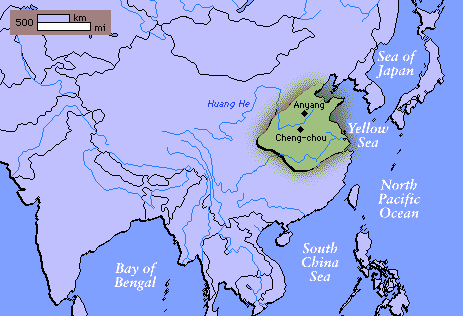 500
km
mi
Sea of
Japan
Huang He
Anyang
Cheng-chou
Yellow
Sea
North
Pacific
Ocean
South
China
Sea
Bay of
Bengal